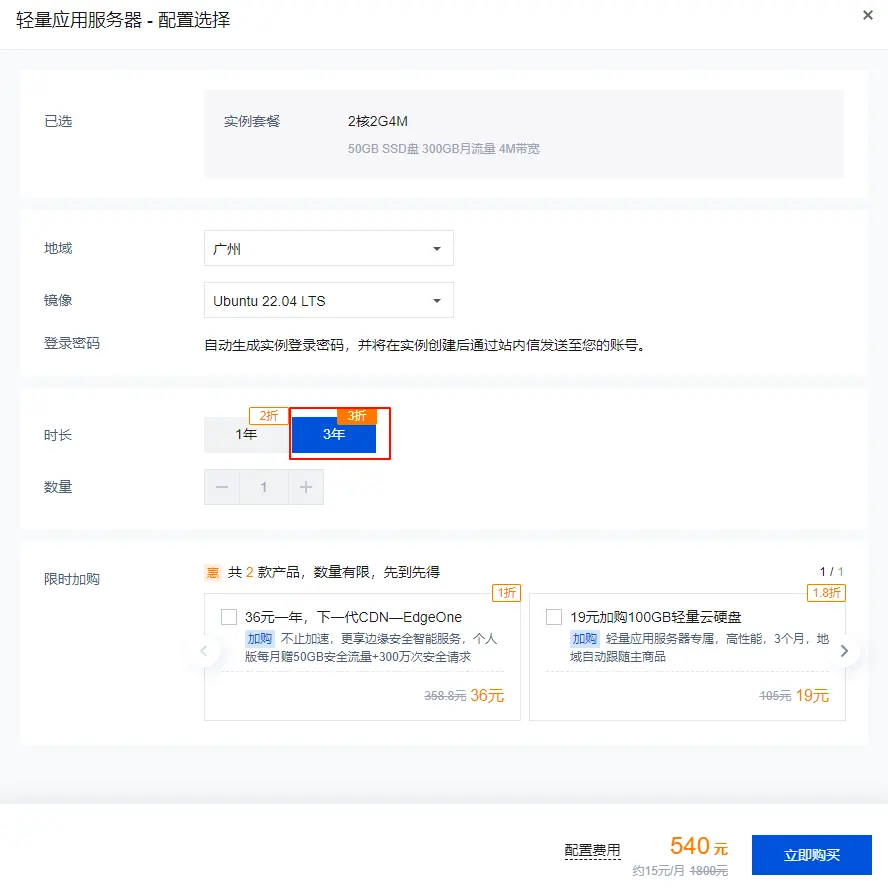 轻量应用服务器 - 配置选择
已选
实例套餐
2核2G4M
50GB SSD盘 300GB月流量 4M带宽
地域
广州
镜像
Ubuntu 22.04 LTS
登录密码
自动生成实例登录密码，并将在实例创建后通过站内信发送至您的账号。
时长
2折
1年
3折
3年
数量
1
限时加购
惠 共 2 款产品，数量有限，先到先得
1 / 1
1折
36元一年，下一代CDN—EdgeOne
加购 不止加速，更享边缘安全智能服务，个人
版每月赠50GB安全流量+300万次安全请求
358.8元 36元
1.8折
19元加购100GB轻量云硬盘
加购 轻量应用服务器专属，高性能，3个月，地
域自动跟随主商品
105元 19元
配置费用
540 元
约15元/月 1800元
立即购买